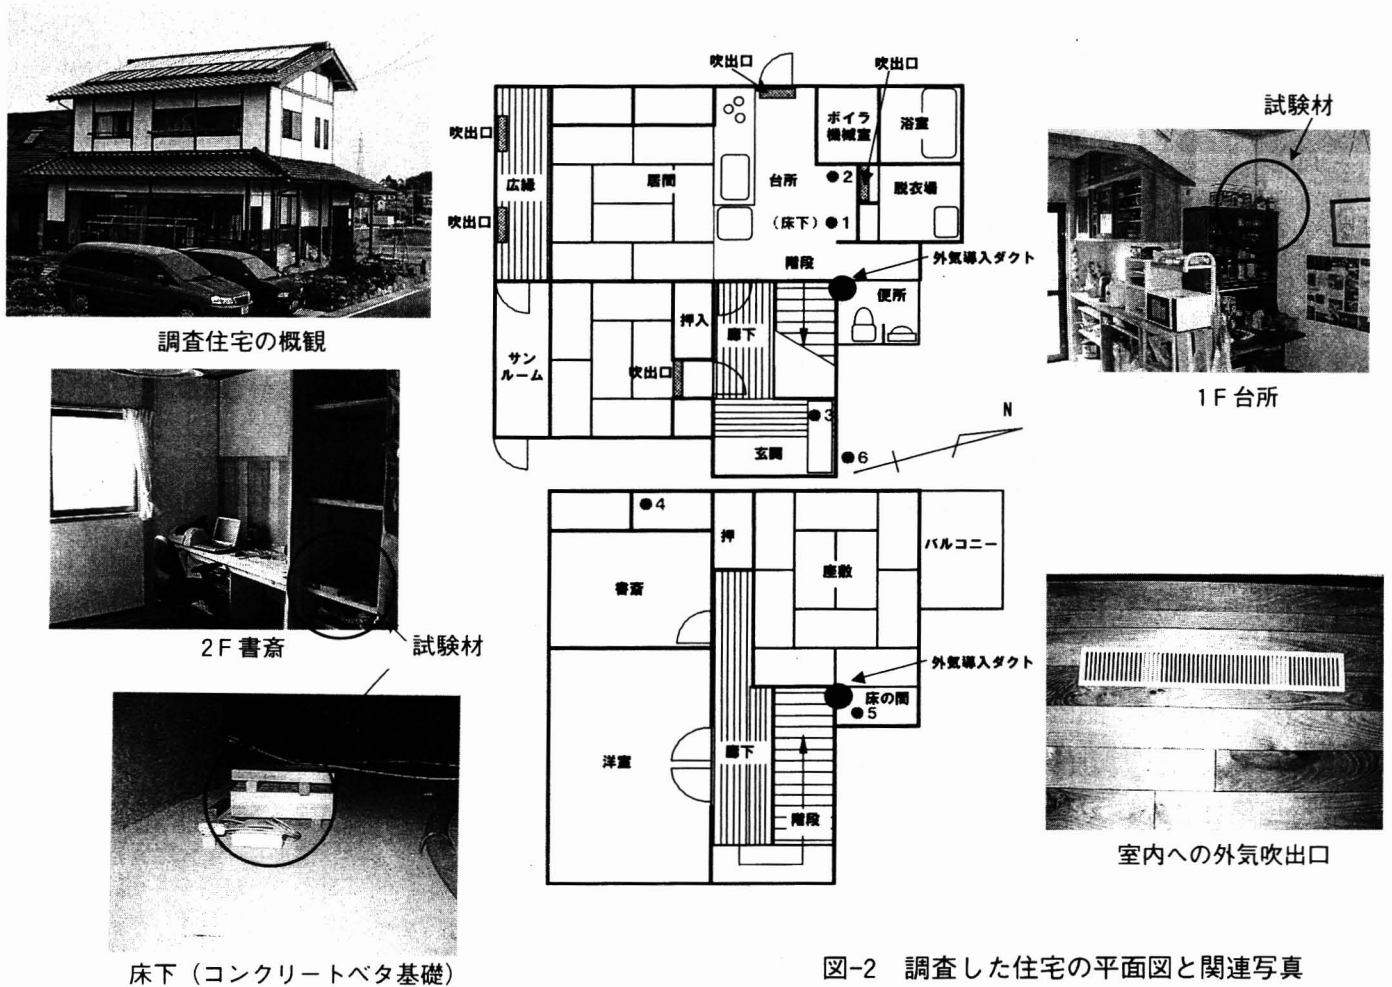 調査住宅の概観
2F書斎
試験材
床下（コンクリートベタ基礎）
吹出口
吹出口
吹出口
吹出口
広縁
居間
台所
ボイラ
機械室
浴室
●2
脱衣場
（床下）●1
階段
外気導入ダクト
便所
押入
廊下
サン
ルーム
吹出口
●3
玄関
●6
N
●4
押
書斎
座敷
バルコニー
外気導入ダクト
床の間
●5
洋室
廊下
階段
試験材
1F台所
室内への外気吹出口
図-2　調査した住宅の平面図と関連写真